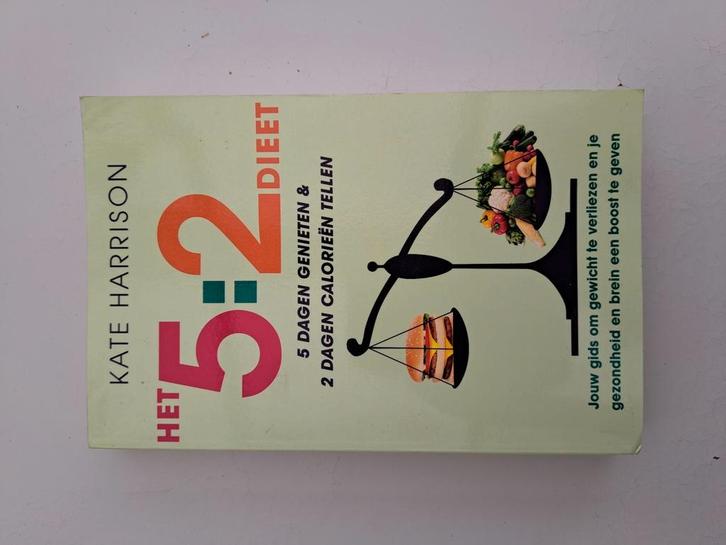 KATE HARRISON
HET 5:2 DIEET
5 DAGEN GENIETEN &
2 DAGEN CALORIEËN TELLEN
Jouw gids om gewicht te verliezen en je
gezondheid en brein een boost te geven